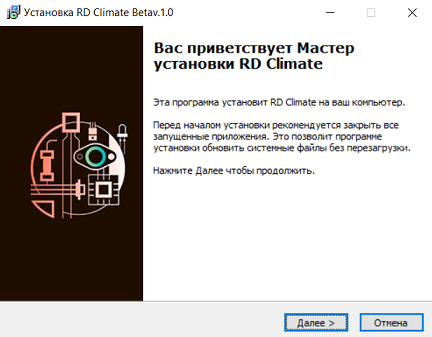 Установка RD Climate Betav.1.0
Вас приветствует Мастер
установки RD Climate
Эта программа установит RD Climate на ваш компьютер.
Перед началом установки рекомендуется закрыть все
запущенные приложения. Это позволит программе
установки обновить системные файлы без перезагрузки.
Нажмите Далее чтобы продолжить.
Далее >
Отмена